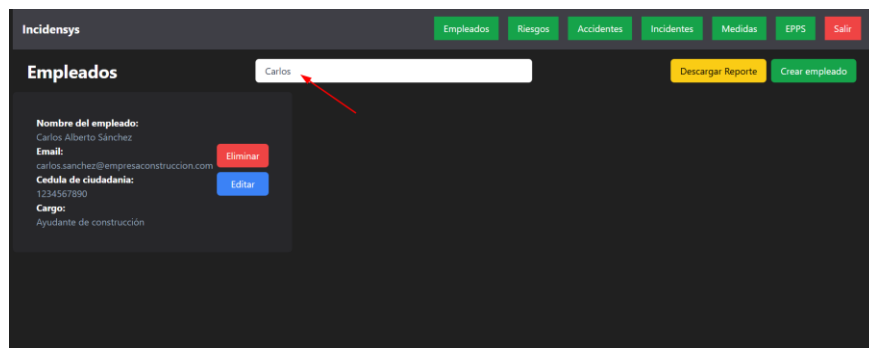 Incidensys Empleados Riesgos Accidentes Incidentes Medidas EPPS Salir
Empleados Carlos Descargar Reporte Crear empleado
Nombre del empleado:
Carlos Alberto Sánchez
Email:
carlos.sanchez@empresaconstruccion.com
Eliminar
Cedula de ciudadania:
1234567890
Editar
Cargo:
Ayudante de construcción